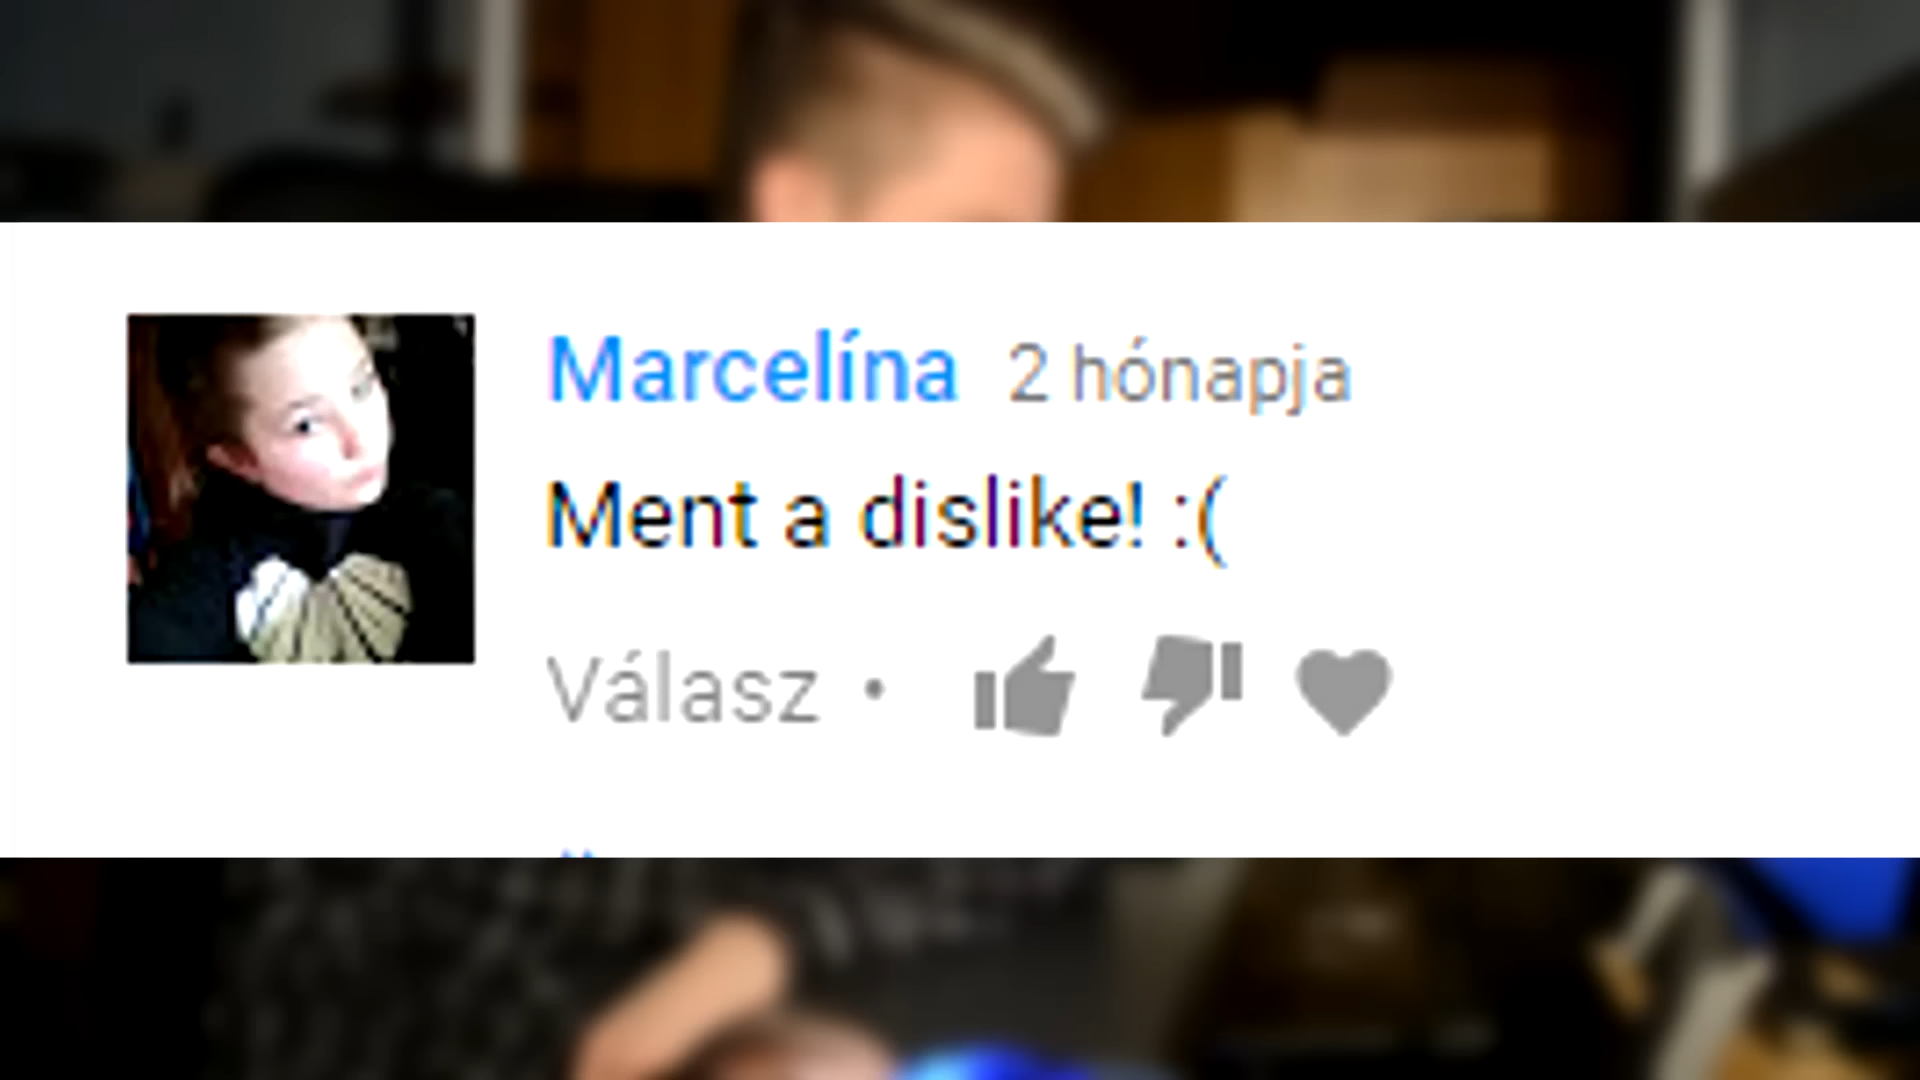 Marcelína 2 hónapja
Ment a dislike! :(
Válasz •